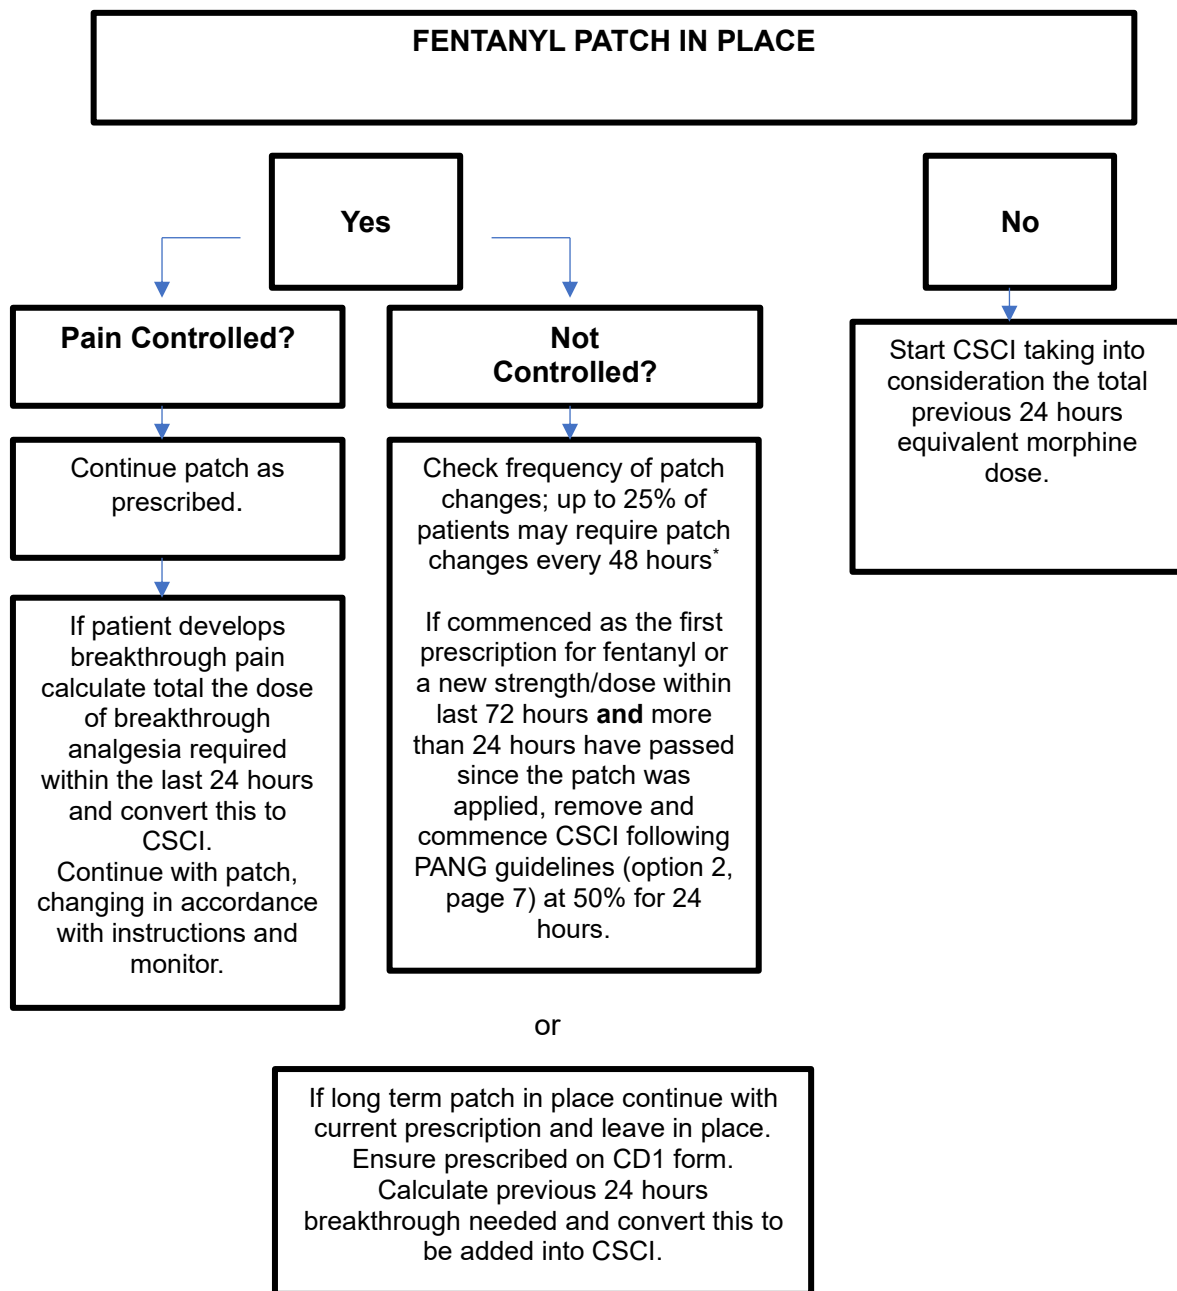 FENTANYL PATCH IN PLACE
Yes
No
Pain Controlled?
Not
Controlled?
Start CSCI taking into
consideration the total
previous 24 hours
equivalent morphine
dose.
Continue patch as
prescribed.
Check frequency of patch
changes; up to 25% of
patients may require patch
changes every 48 hours*
If commenced as the first
prescription for fentanyl or
a new strength/dose within
last 72 hours and more
than 24 hours have passed
since the patch was
applied, remove and
commence CSCI following
PANG guidelines (option 2,
page 7) at 50% for 24
hours.
If patient develops
breakthrough pain
calculate total the dose
of breakthrough
analgesia required
within the last 24 hours
and convert this to
CSCI.
Continue with patch,
changing in accordance
with instructions and
monitor.
or
If long term patch in place continue with
current prescription and leave in place.
Ensure prescribed on CD1 form.
Calculate previous 24 hours
breakthrough needed and convert this to
be added into CSCI.